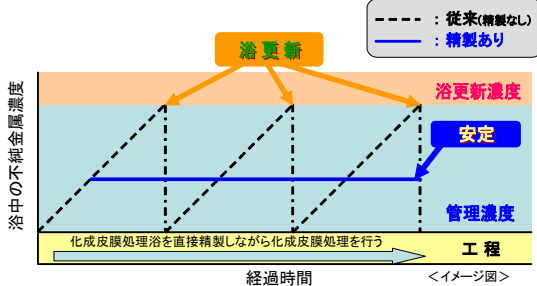 ：従来(精製なし)
：精製あり
浴更新
浴更新濃度
安定
管理濃度
浴中の不純金属濃度
化成皮膜処理浴を直接精製しながら化成皮膜処理を行う
工程
経過時間
＜イメージ図＞